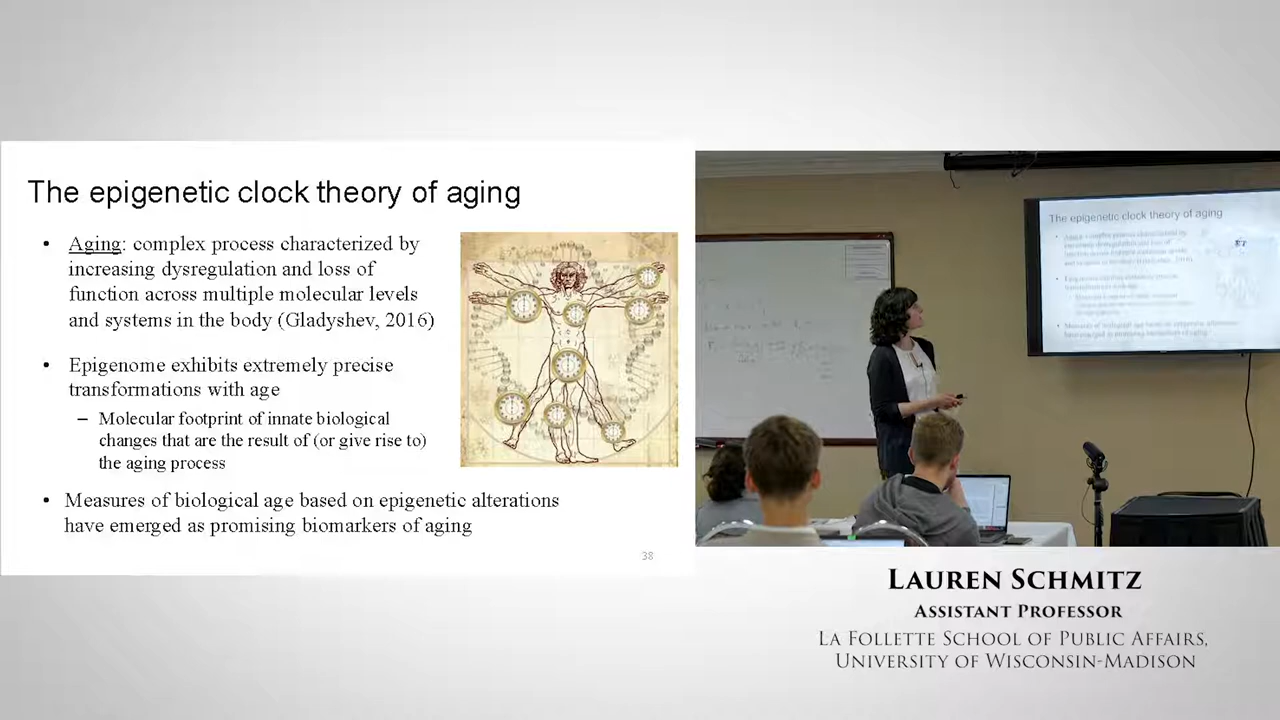 The epigenetic clock theory of aging
• Aging: complex process characterized by
increasing dysregulation and loss of
function across multiple molecular levels
and systems in the body (Gladyshev, 2016)
• Epigenome exhibits extremely precise
transformations with age
– Molecular footprint of innate biological
changes that are the result of (or give rise to)
the aging process
• Measures of biological age based on epigenetic alterations
have emerged as promising biomarkers of aging
38
The epigenetic clock theory of aging
LAUREN SCHMITZ
ASSISTANT PROFESSOR
LA FOLLETTE SCHOOL OF PUBLIC AFFAIRS,
UNIVERSITY OF WISCONSIN-MADISON